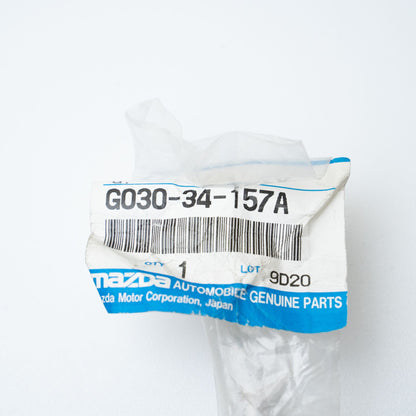 G030-34-157A
QTY 1 LOT 9D20
mazda AUTOMOBILE GENUINE PARTS
Mazda Motor Corporation, Japan